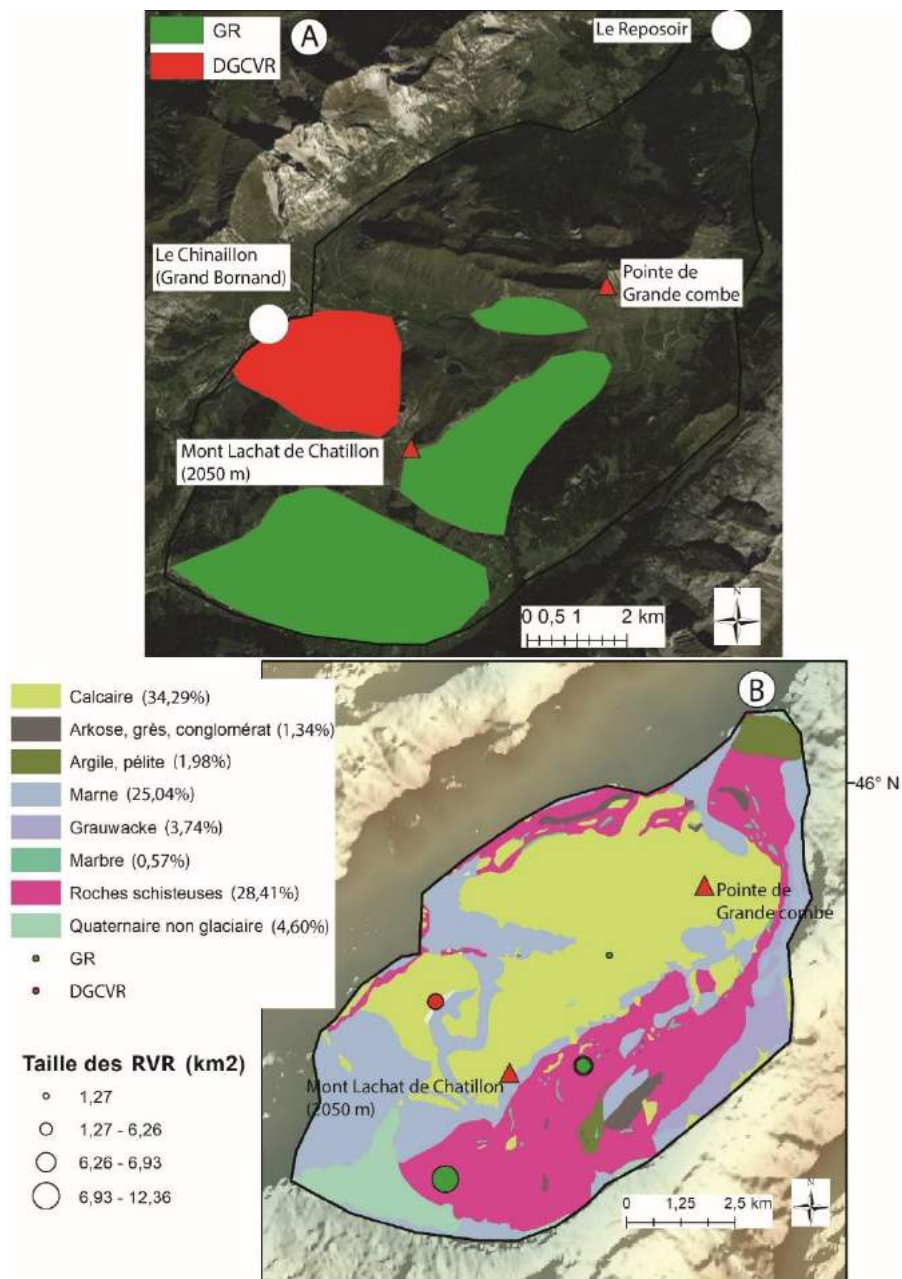 GR
DGCVR
A
Le Reposoir
Le Chinaillon
(Grand Bornand)
Pointe de
Grande combe
Mont Lachat de Chatillon
(2050 m)
0 0,5 1 2 km
N
B
Calcaire (34,29%)
Arkose, grès, conglomérat (1,34%)
Argile, pélite (1,98%)
Marne (25,04%)
Grauwacke (3,74%)
Marbre (0,57%)
Roches schisteuses (28,41%)
Quaternaire non glaciaire (4,60%)
GR
DGCVR
Taille des RVR (km2)
1,27
1,27 - 6,26
6,26 - 6,93
6,93 - 12,36
46° N
Pointe de
Grande combe
Mont Lachat de Chatillon
(2050 m)
0 1,25 2,5 km
N